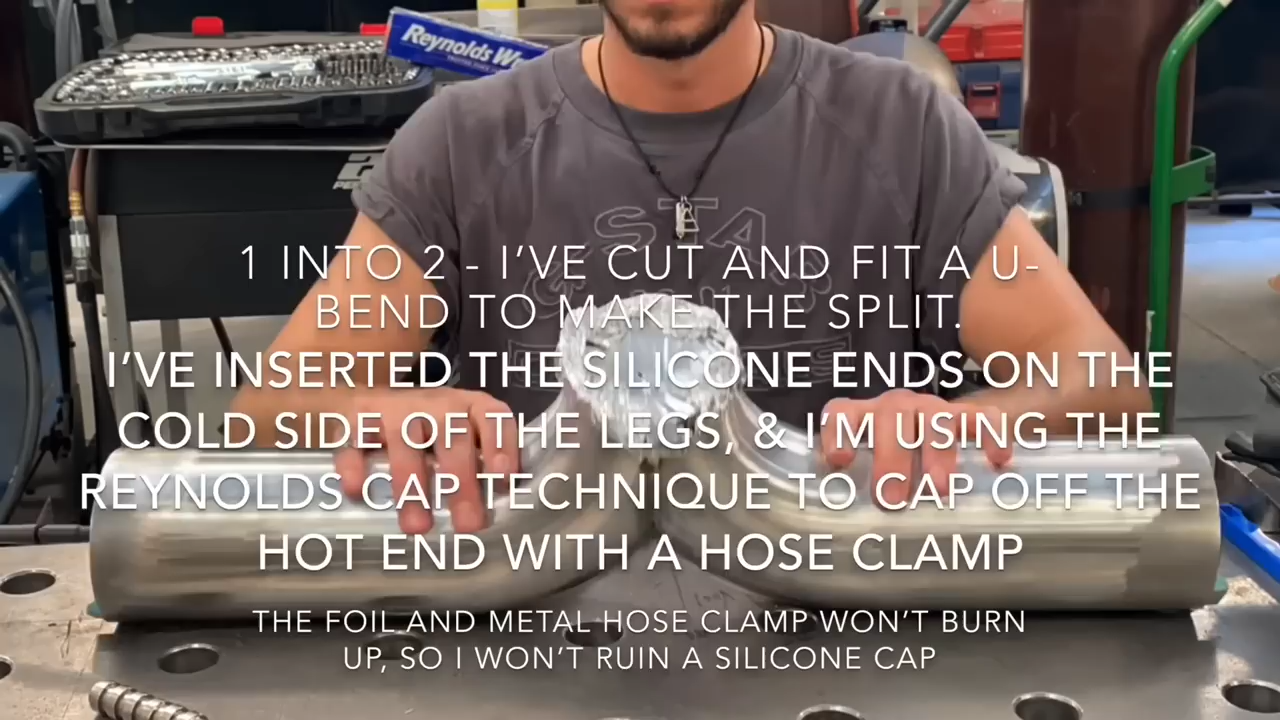 Reynolds Wr
STA
1 INTO 2 - I'VE CUT AND FIT A U-
BEND TO MAKE THE SPLIT.
I'VE INSERTED THE SILICONE ENDS ON THE
COLD SIDE OF THE LEGS, & I'M USING THE
REYNOLDS CAP TECHNIQUE TO CAP OFF THE
HOT END WITH A HOSE CLAMP
THE FOIL AND METAL HOSE CLAMP WON'T BURN
UP, SO I WON'T RUIN A SILICONE CAP